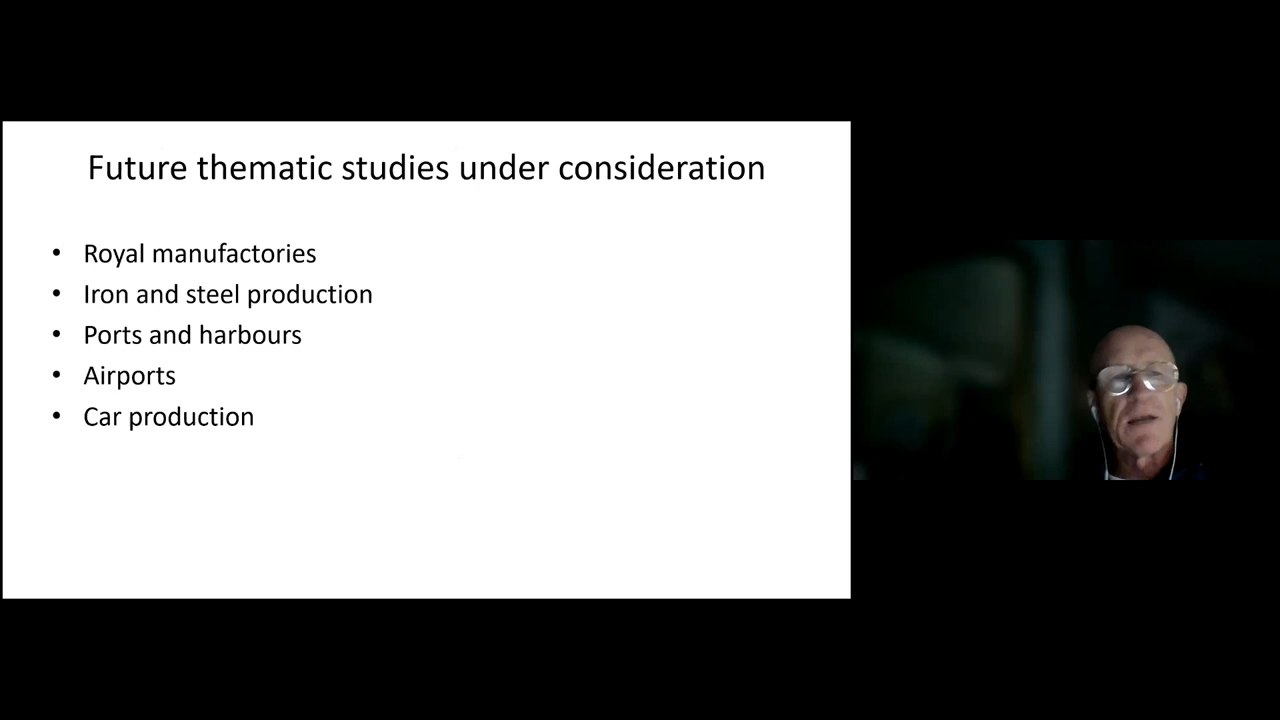 Future thematic studies under consideration
• Royal manufactories
• Iron and steel production
• Ports and harbours
• Airports
• Car production